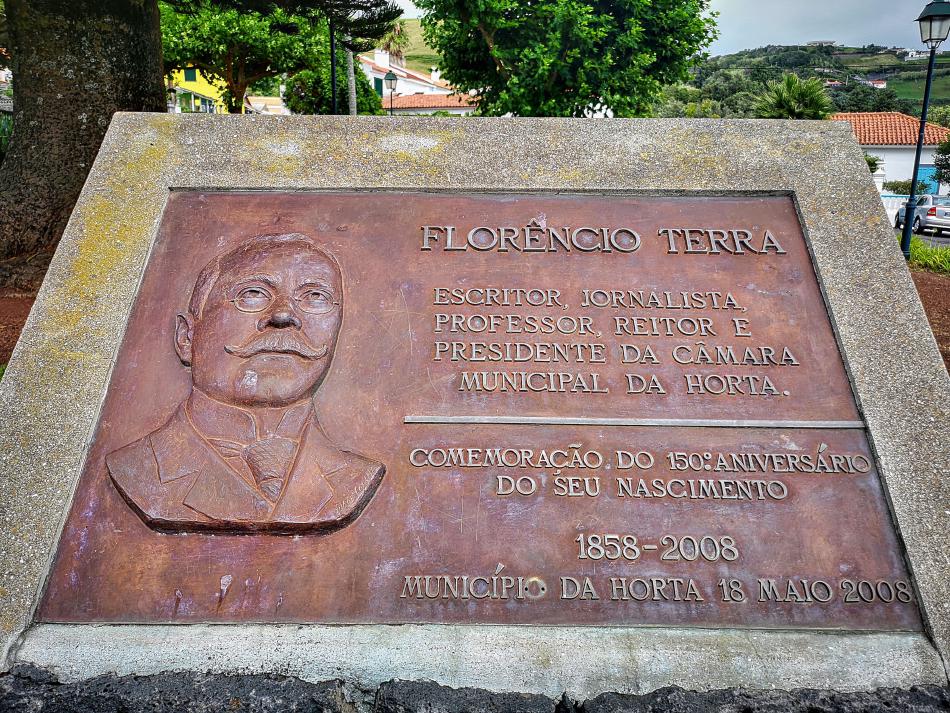 FLORÊNCIO TERRA
ESCRITOR, JORNALISTA,
PROFESSOR, REITOR E
PRESIDENTE DA CÂMARA
MUNICIPAL DA HORTA.
COMEMORAÇÃO DO 150º. ANIVERSÁRIO
DO SEU NASCIMENTO
1858-2008
MUNICÍPIO DA HORTA 18 MAIO 2008